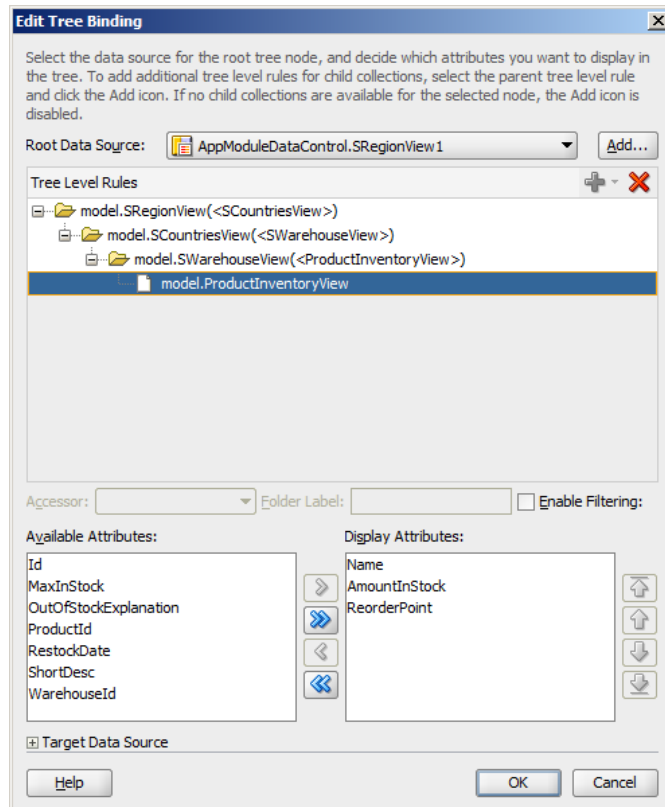 Edit Tree Binding
Select the data source for the root tree node, and decide which attributes you want to display in
the tree. To add additional tree level rules for child collections, select the parent tree level rule
and click the Add icon. If no child collections are available for the selected node, the Add icon is
disabled.
Root Data Source: AppModuleDataControl.SRegionView1 Add...
Tree Level Rules
model.SRegionView(<SCountriesView>)
model.SCountriesView(<SWarehouseView>)
model.SWarehouseView(<ProductInventoryView>)
model.ProductInventoryView
Accessor: Folder Label: Enable Filtering:
Available Attributes: Display Attributes:
Id Name
MaxInStock AmountInStock
OutOfStockExplanation ReorderPoint
ProductId
RestockDate
ShortDesc
WarehouseId
Target Data Source
Help OK Cancel